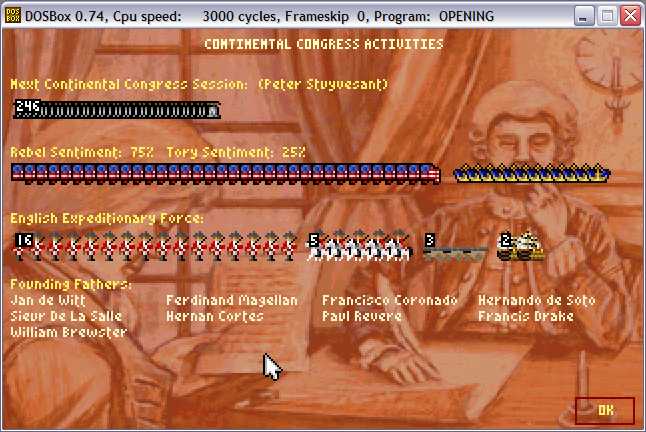 DOSBox 0.74, Cpu speed: 3000 cycles, Frameskip 0, Program: OPENING
CONTINENTAL CONGRESS ACTIVITIES
Next Continental Congress Session: (Peter Stuyvesant)
246
Rebel Sentiment: 75% Tory Sentiment: 25%
English Expeditionary Force:
16 5 3 2
Founding Fathers:
Jan de Witt Ferdinand Magellan Francisco Coronado Hernando de Soto
Sieur De La Salle Hernan Cortes Paul Revere Francis Drake
William Brewster
OK